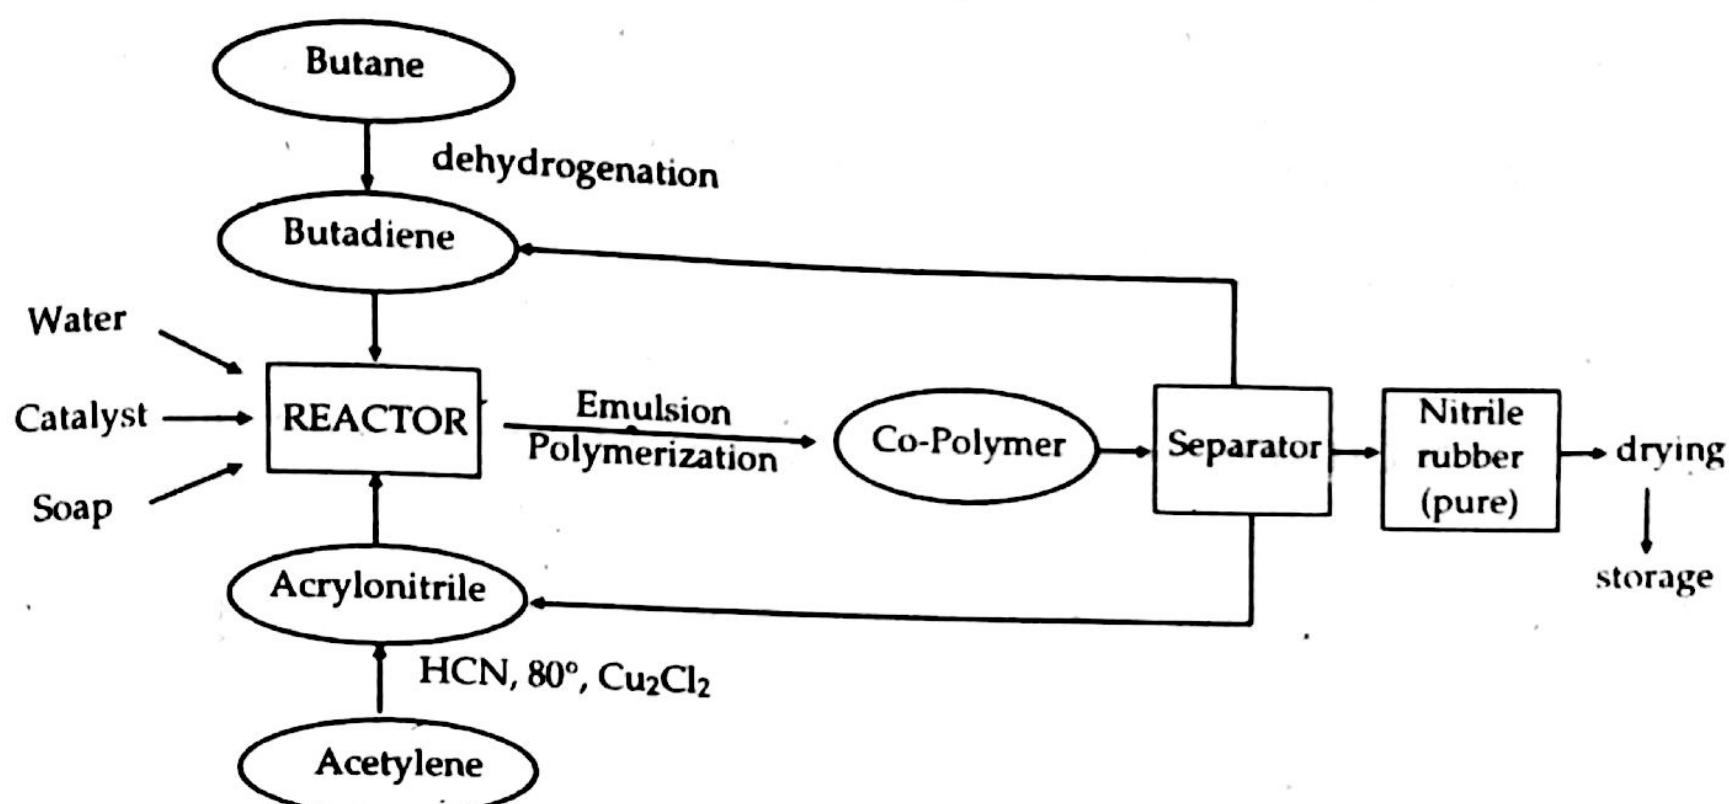 Butane
dehydrogenation
Butadiene
Water
Catalyst
Soap
REACTOR
Emulsion
Polymerization
Co-Polymer
Separator
Nitrile
rubber
(pure)
drying
storage
Acrylonitrile
HCN, 80°, Cu₂Cl₂
Acetylene